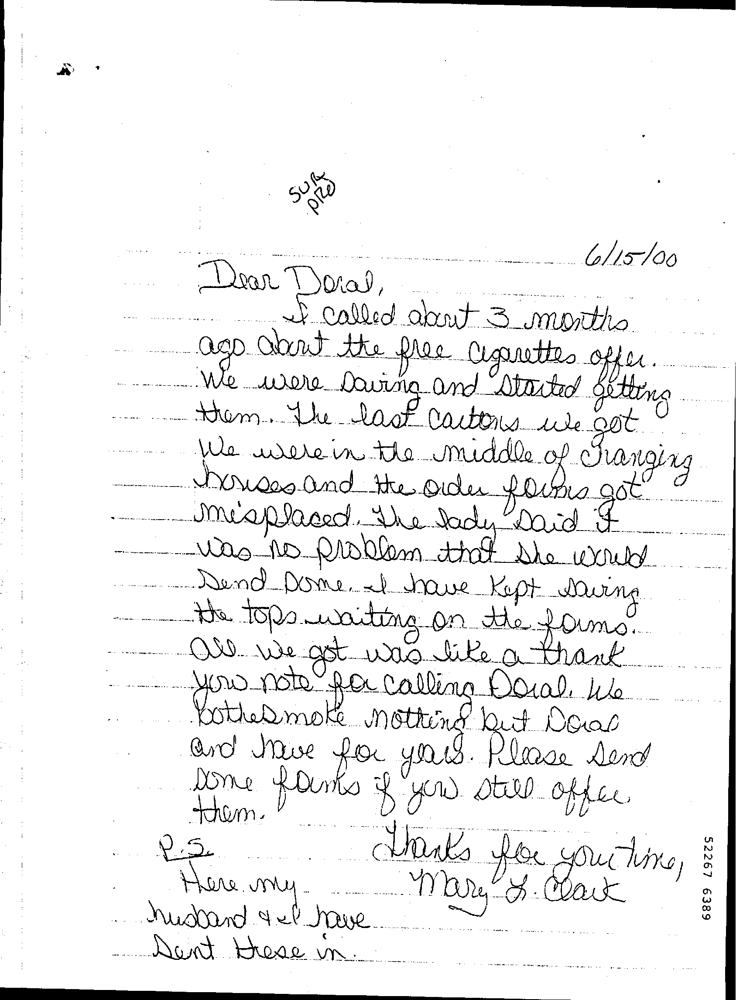 SUR
PRO
6/15/00
Dear Doral,
I called about 3 months
ago about the free cigarettes offer.
We were saving and started getting
them. The last cartons we got
We were in the middle of changing
houses and the order forms got
misplaced. The lady said it
was no problem that she would
send some. I have kept saving
the tops waiting on the forms.
All we got was like a thank
you note for calling Doral. We
bothe smoke nothing but Doral
and have for years. Please send
some forms if you still offer
them.
Thanks for your time,
Mary L. Clark
P.S.
Here my
husband & I have
sent these in.
52267 6389